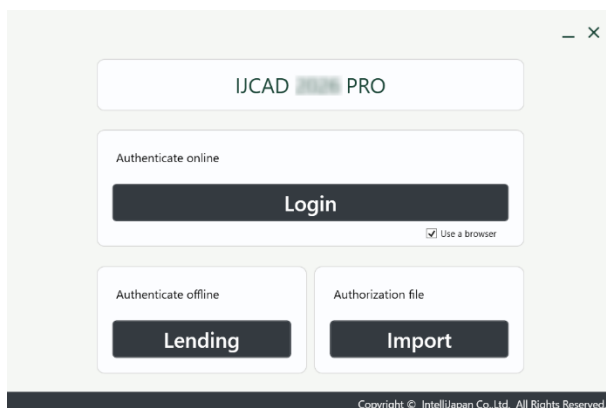 IJCAD PRO
Authenticate online
Login
Use a browser
Authenticate offline
Lending
Authorization file
Import
Copyright © IntelliJapan Co.,Ltd. All Rights Reserved.